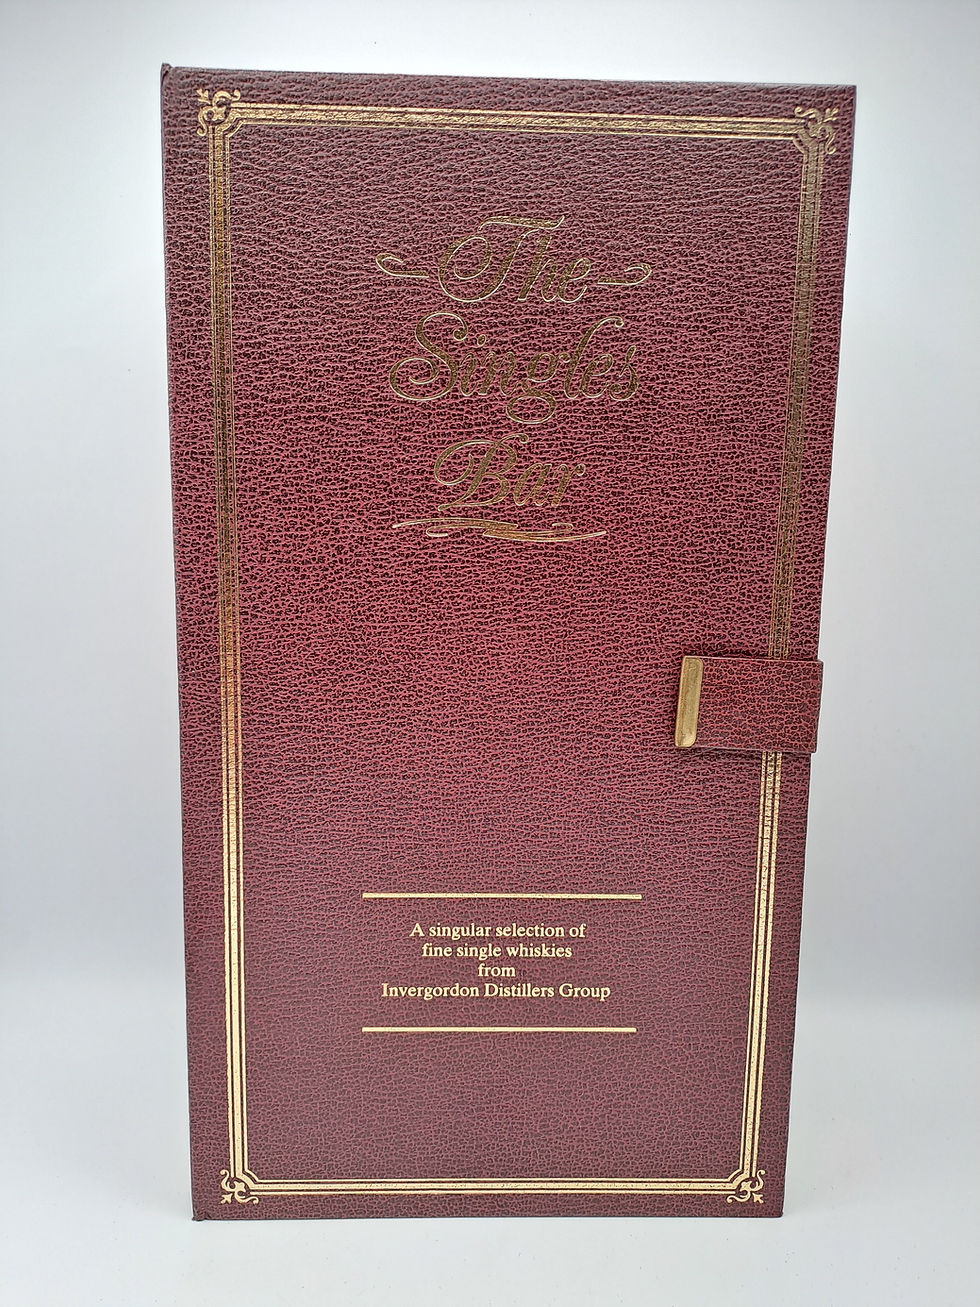 The
Singles
Bar
A singular selection of
fine single whiskies
from
Invergordon Distillers Group